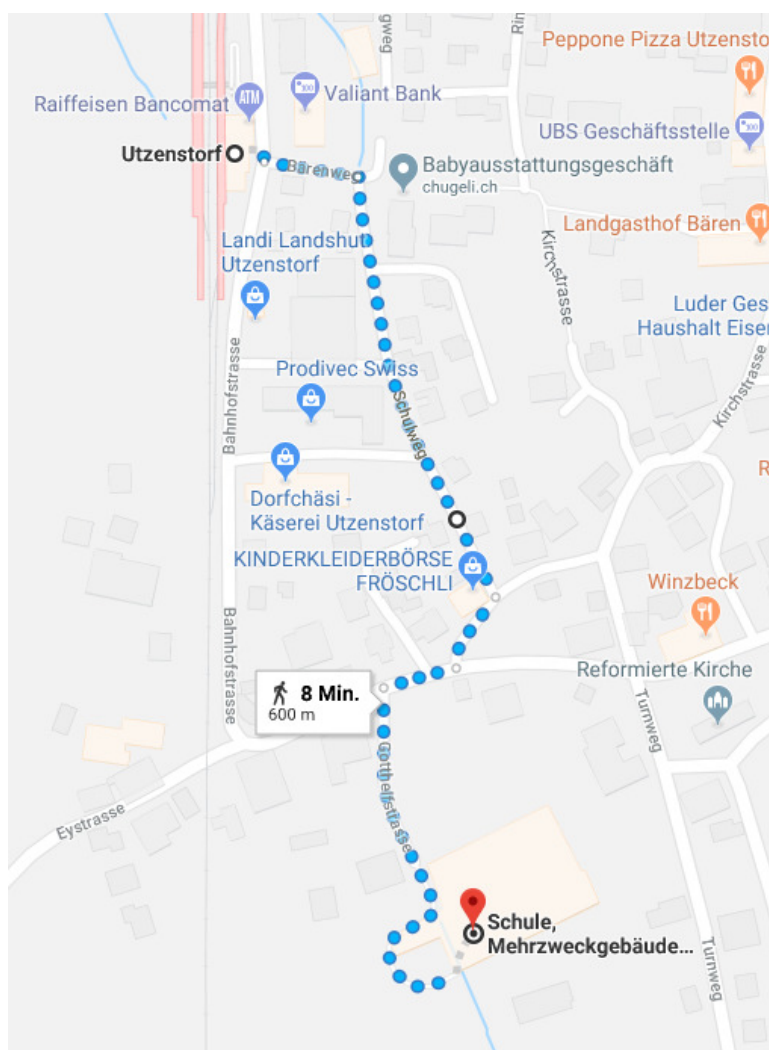 Peppone Pizza Utzensto
Raiffeisen Bancomat
ATM
Valiant Bank
UBS Geschäftsstelle
Utzenstorf
Bärenweg
Babyausstattungsgeschäft
chugeli.ch
Landi Landshut
Utzenstorf
Landgasthof Bären
Kirchstrasse
Luder Ges
Haushalt Eisen
Bahnhofstrasse
Prodivec Swiss
Schulweg
Kirchstrasse
Dorfchäsi -
Käserei Utzenstorf
R
KINDERKLEIDERBÖRSE
FRÖSCHLI
Winzbeck
Bahnhofstrasse
Reformierte Kirche
8 Min.
600 m
Turnweg
Gotthelfstrasse
Eystrasse
Schule,
Mehrzweckgebäude...
Turnweg